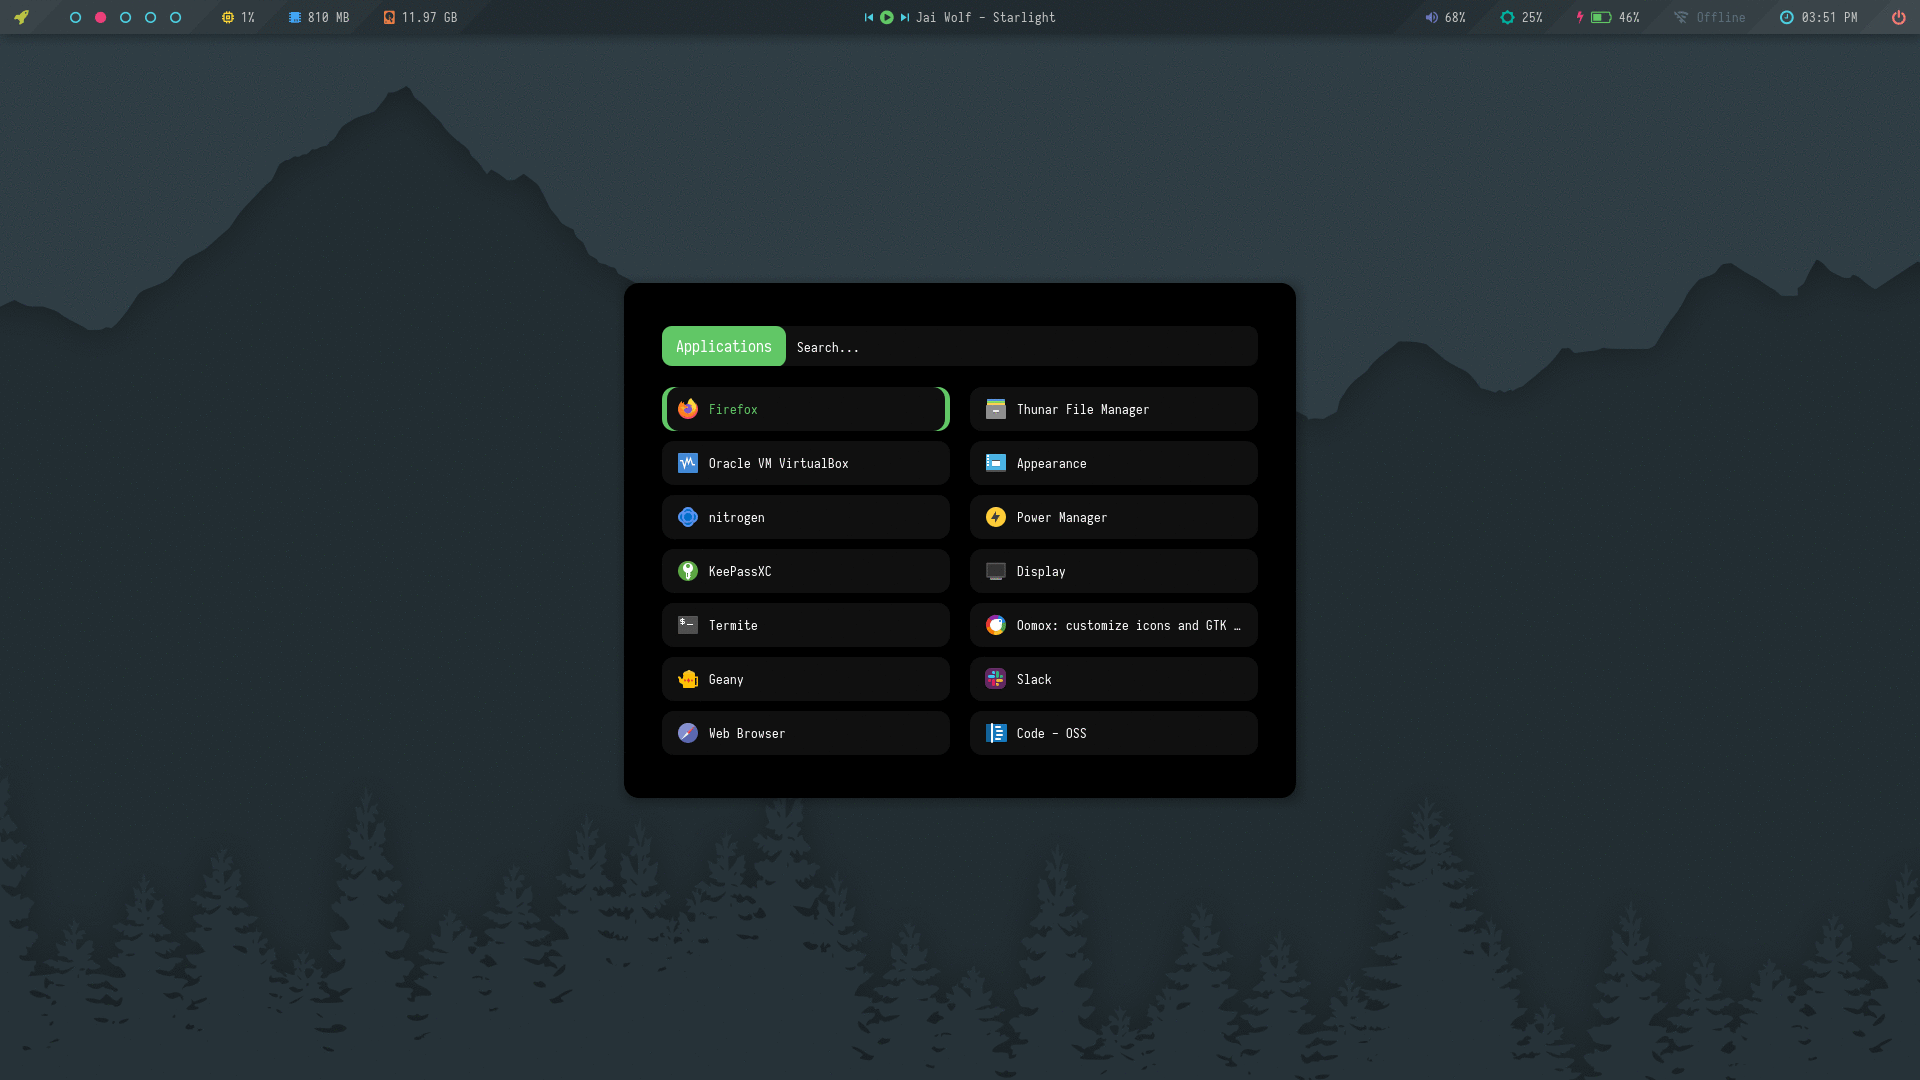 1% 810 MB 11.97 GB Jai Wolf - Starlight 68% 25% 46% Offline 03:51 PM
Applications Search...
Firefox Thunar File Manager
Oracle VM VirtualBox Appearance
nitrogen Power Manager
KeePassXC Display
Termite Oomox: customize icons and GTK …
Geany Slack
Web Browser Code - OSS